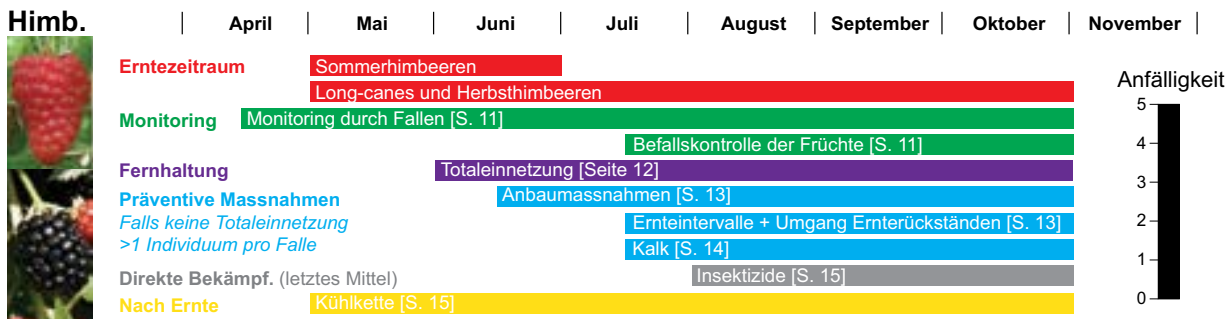 Himb. | April | Mai | Juni | Juli | August | September | Oktober | November |
Erntezeitraum Sommerhimbeeren
Long-canes und Herbsthimbeeren
Monitoring Monitoring durch Fallen [S. 11]
Befallskontrolle der Früchte [S. 11]
Fernhaltung Totaleinnetzung [Seite 12]
Präventive Massnahmen Anbaumassnahmen [S. 13]
Falls keine Totaleinnetzung Ernteintervalle + Umgang Ernterückständen [S. 13]
>1 Individuum pro Falle Kalk [S. 14]
Direkte Bekämpf. (letztes Mittel) Insektizide [S. 15]
Nach Ernte Kühlkette [S. 15]
Anfälligkeit
5
4
3
2
1
0